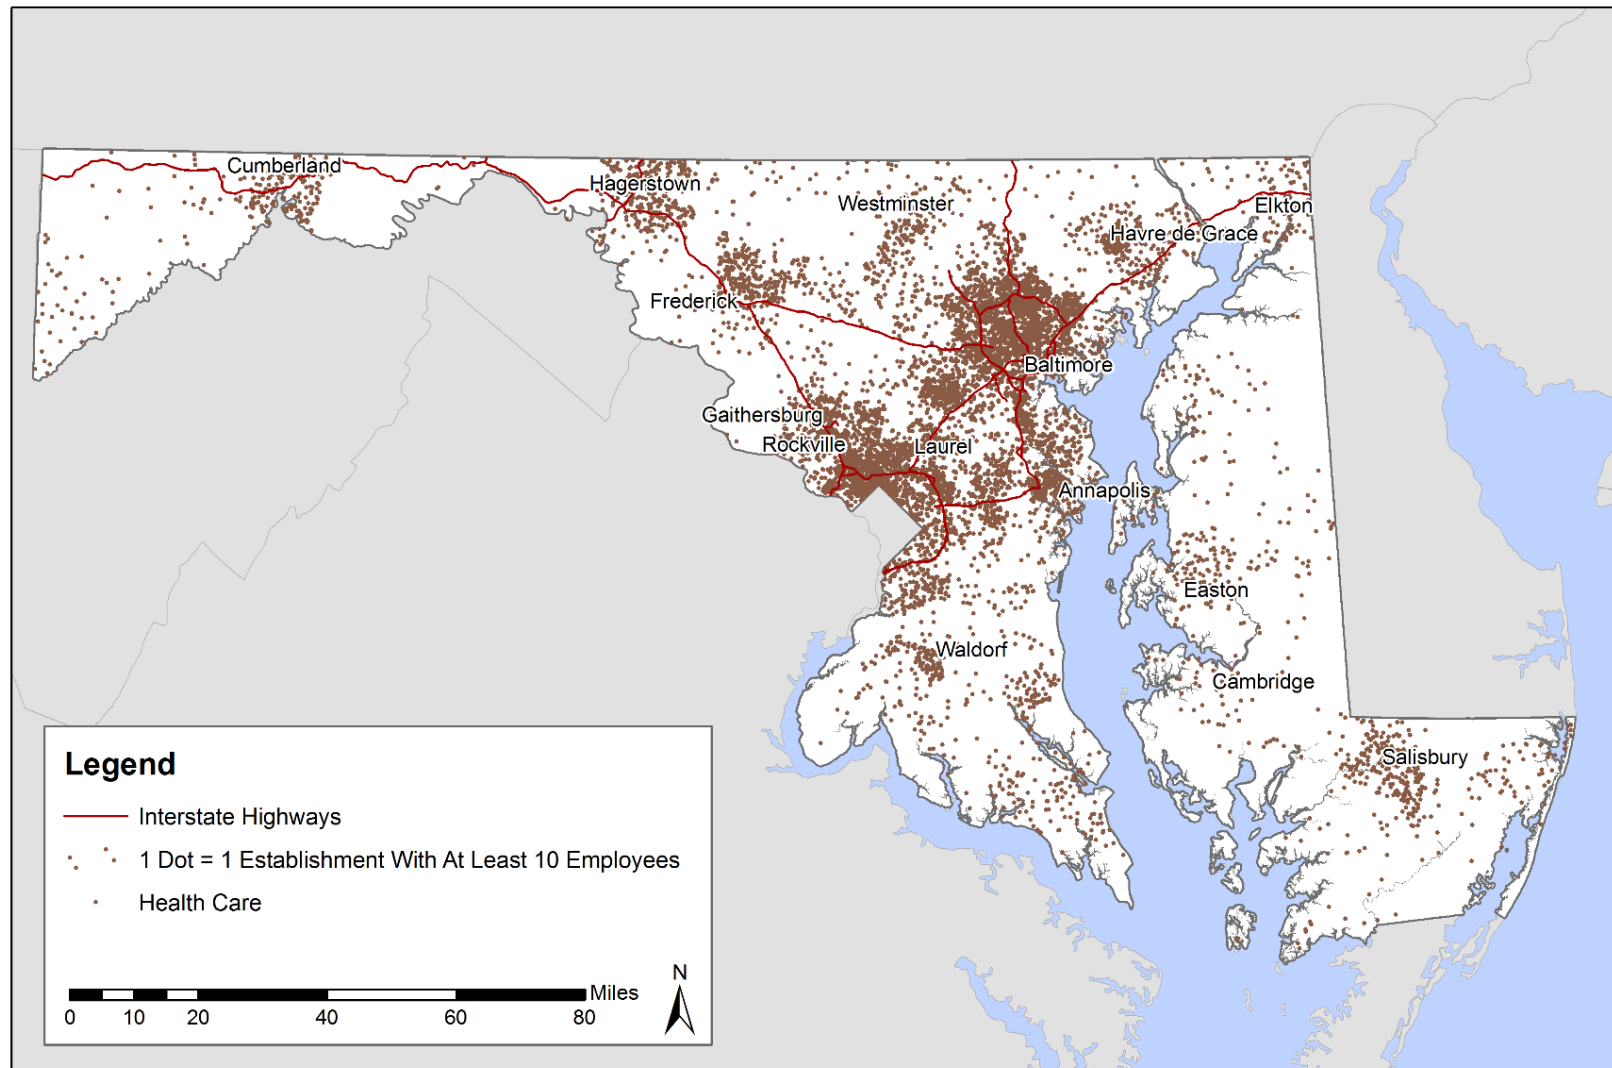 Cumberland
Hagerstown
Westminster
Elkton
Havre de Grace
Frederick
Baltimore
Gaithersburg
Rockville
Laurel
Annapolis
Easton
Waldorf
Cambridge
Salisbury
Legend
Interstate Highways
1 Dot = 1 Establishment With At Least 10 Employees
Health Care
N
Miles
0 10 20 40 60 80